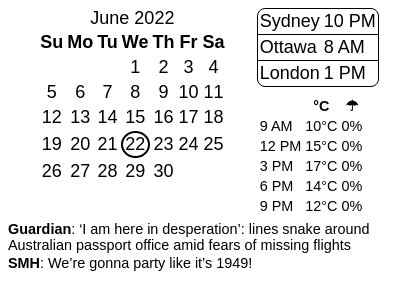 June 2022
Su Mo Tu We Th Fr Sa
1 2 3 4
5 6 7 8 9 10 11
12 13 14 15 16 17 18
19 20 21 22 23 24 25
26 27 28 29 30
Sydney 10 PM
Ottawa 8 AM
London 1 PM
°C ☂
9 AM 10°C 0%
12 PM 15°C 0%
3 PM 17°C 0%
6 PM 14°C 0%
9 PM 12°C 0%
Guardian: ‘I am here in desperation’: lines snake around
Australian passport office amid fears of missing flights
SMH: We’re gonna party like it’s 1949!